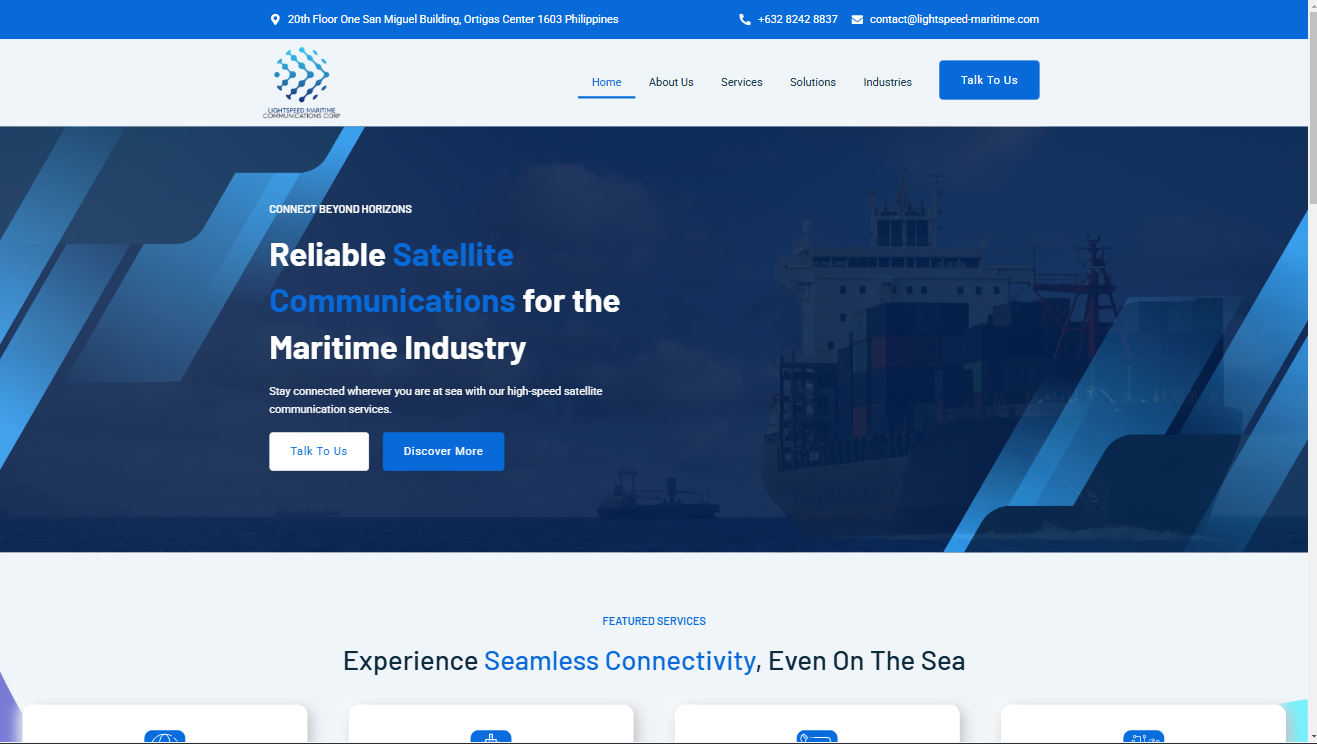 20th Floor One San Miguel Building, Ortigas Center 1603 Philippines
+632 8242 8837
contact@lightspeed-maritime.com
LIGHTSPEED MARITIME
COMMUNICATIONS CORP
Home
About Us
Services
Solutions
Industries
Talk To Us
CONNECT BEYOND HORIZONS
Reliable Satellite
Communications for the
Maritime Industry
Stay connected wherever you are at sea with our high-speed satellite
communication services.
Talk To Us
Discover More
FEATURED SERVICES
Experience Seamless Connectivity, Even On The Sea